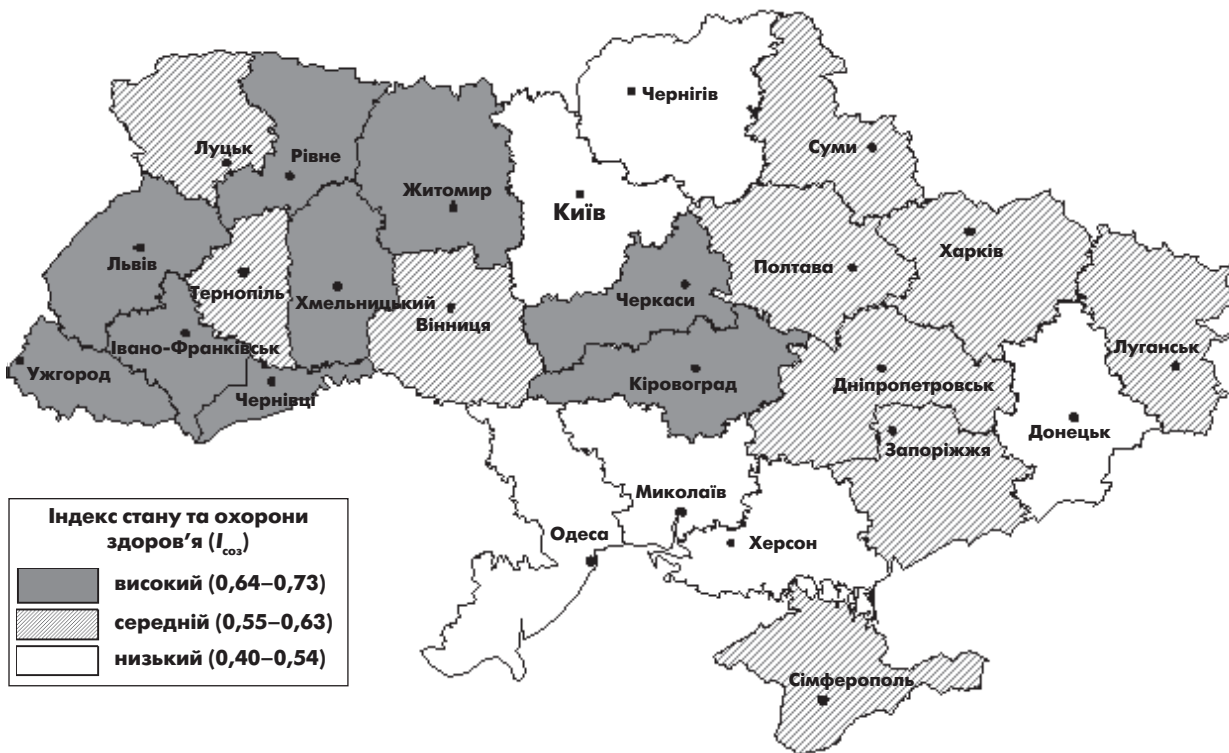 Чернігів
Луцьк
Рівне
Суми
Житомир
Київ
Львів
Тернопіль
Хмельницький
Вінниця
Черкаси
Полтава
Харків
Івано-Франківськ
Ужгород
Чернівці
Кіровоград
Дніпропетровськ
Луганськ
Запоріжжя
Донецьк
Миколаїв
Одеса
Херсон
Сімферополь
Індекс стану та охорони
здоров'я (Iсоз)
високий (0,64–0,73)
середній (0,55–0,63)
низький (0,40–0,54)